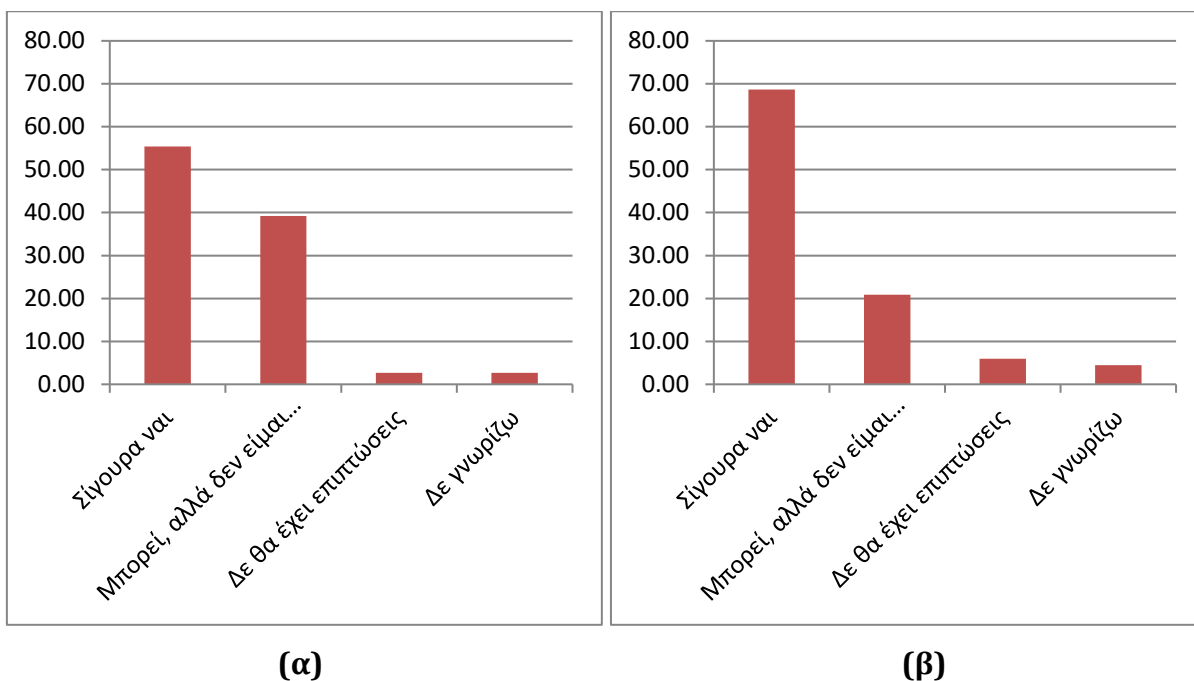 80.00
70.00
60.00
50.00
40.00
30.00
20.00
10.00
0.00
Σίγουρα ναι
Μπορεί, αλλά δεν είμαι...
Δε θα έχει επιπτώσεις
Δε γνωρίζω
(α)
80.00
70.00
60.00
50.00
40.00
30.00
20.00
10.00
0.00
Σίγουρα ναι
Μπορεί, αλλά δεν είμαι...
Δε θα έχει επιπτώσεις
Δε γνωρίζω
(β)